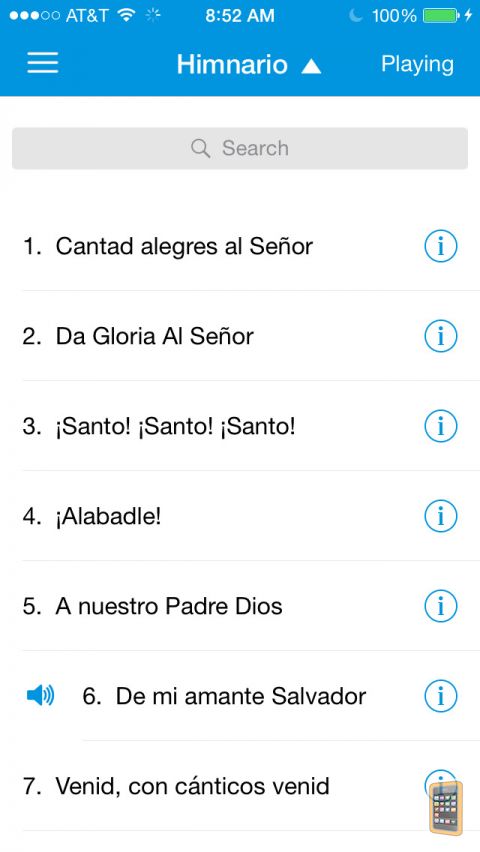 AT&T 8:52 AM 100%
Himnario Playing
Search
1. Cantad alegres al Señor
2. Da Gloria Al Señor
3. ¡Santo! ¡Santo! ¡Santo!
4. ¡Alabadle!
5. A nuestro Padre Dios
6. De mi amante Salvador
7. Venid, con cánticos venid